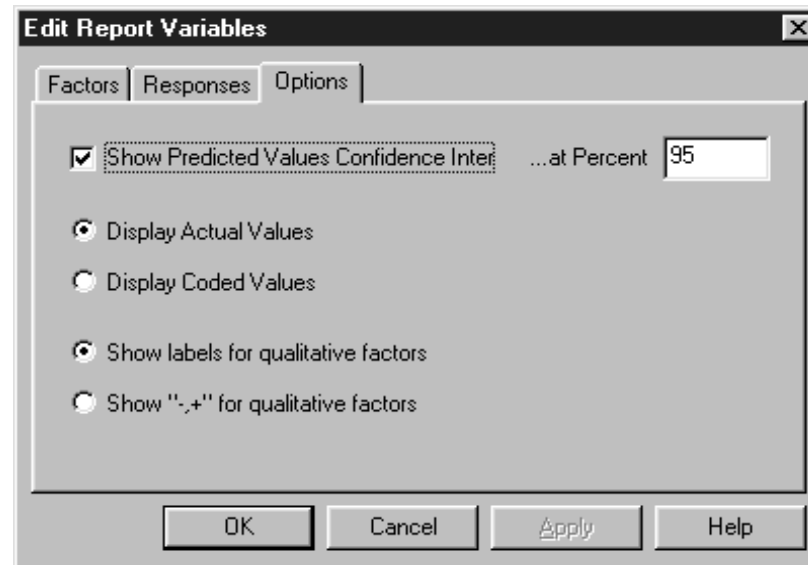 Edit Report Variables
Factors Responses Options
Show Predicted Values Confidence Inter ...at Percent 95
Display Actual Values
Display Coded Values
Show labels for qualitative factors
Show "-,+" for qualitative factors
OK Cancel Apply Help